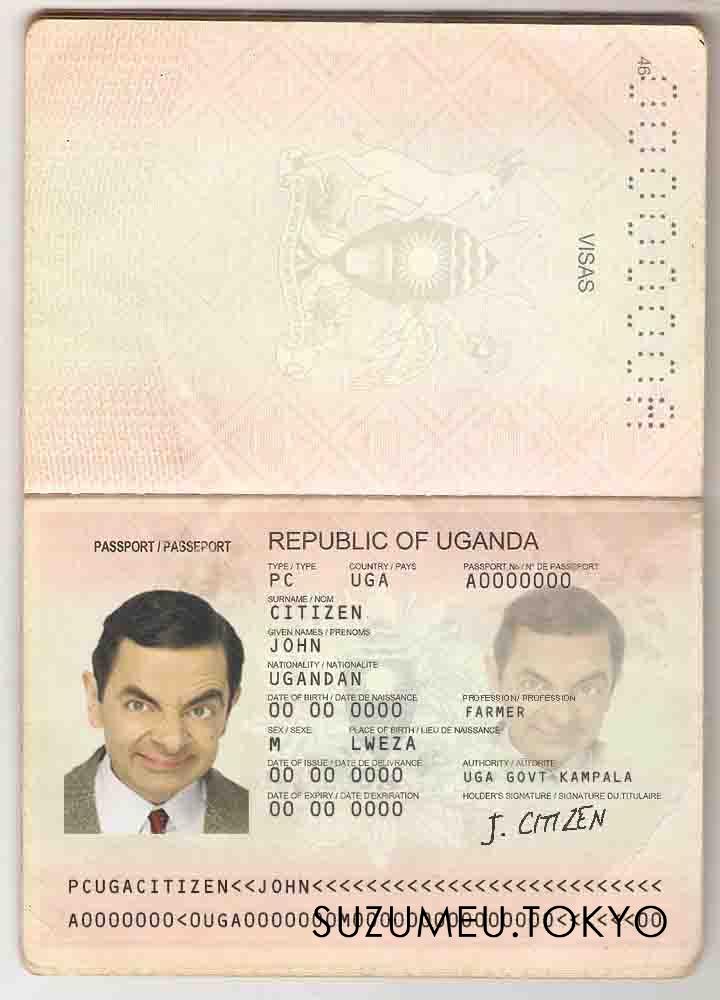 46
VISAS
A0000000
PASSPORT / PASSEPORT
REPUBLIC OF UGANDA
TYPE / TYPE COUNTRY / PAYS PASSPORT No / N° DE PASSEPORT
PC UGA A0000000
SURNAME / NOM
CITIZEN
GIVEN NAMES / PRENOMS
JOHN
NATIONALITY / NATIONALITE
UGANDAN
DATE OF BIRTH / DATE DE NAISSANCE PROFESSION / PROFESSION
00 00 0000 FARMER
SEX / SEXE PLACE OF BIRTH / LIEU DE NAISSANCE
M LWEZA
DATE OF ISSUE / DATE DE DELIVRANCE AUTHORITY / AUTORITE
00 00 0000 UGA GOVT KAMPALA
DATE OF EXPIRY / DATE D'EXPIRATION HOLDER'S SIGNATURE / SIGNATURE DU TITULAIRE
00 00 0000 J. CITIZEN
PCUGACITIZEN<<JOHN<<<<<<<<<<<<<<<<<<<<<<<<<<
SUZUMEU.TOKYO